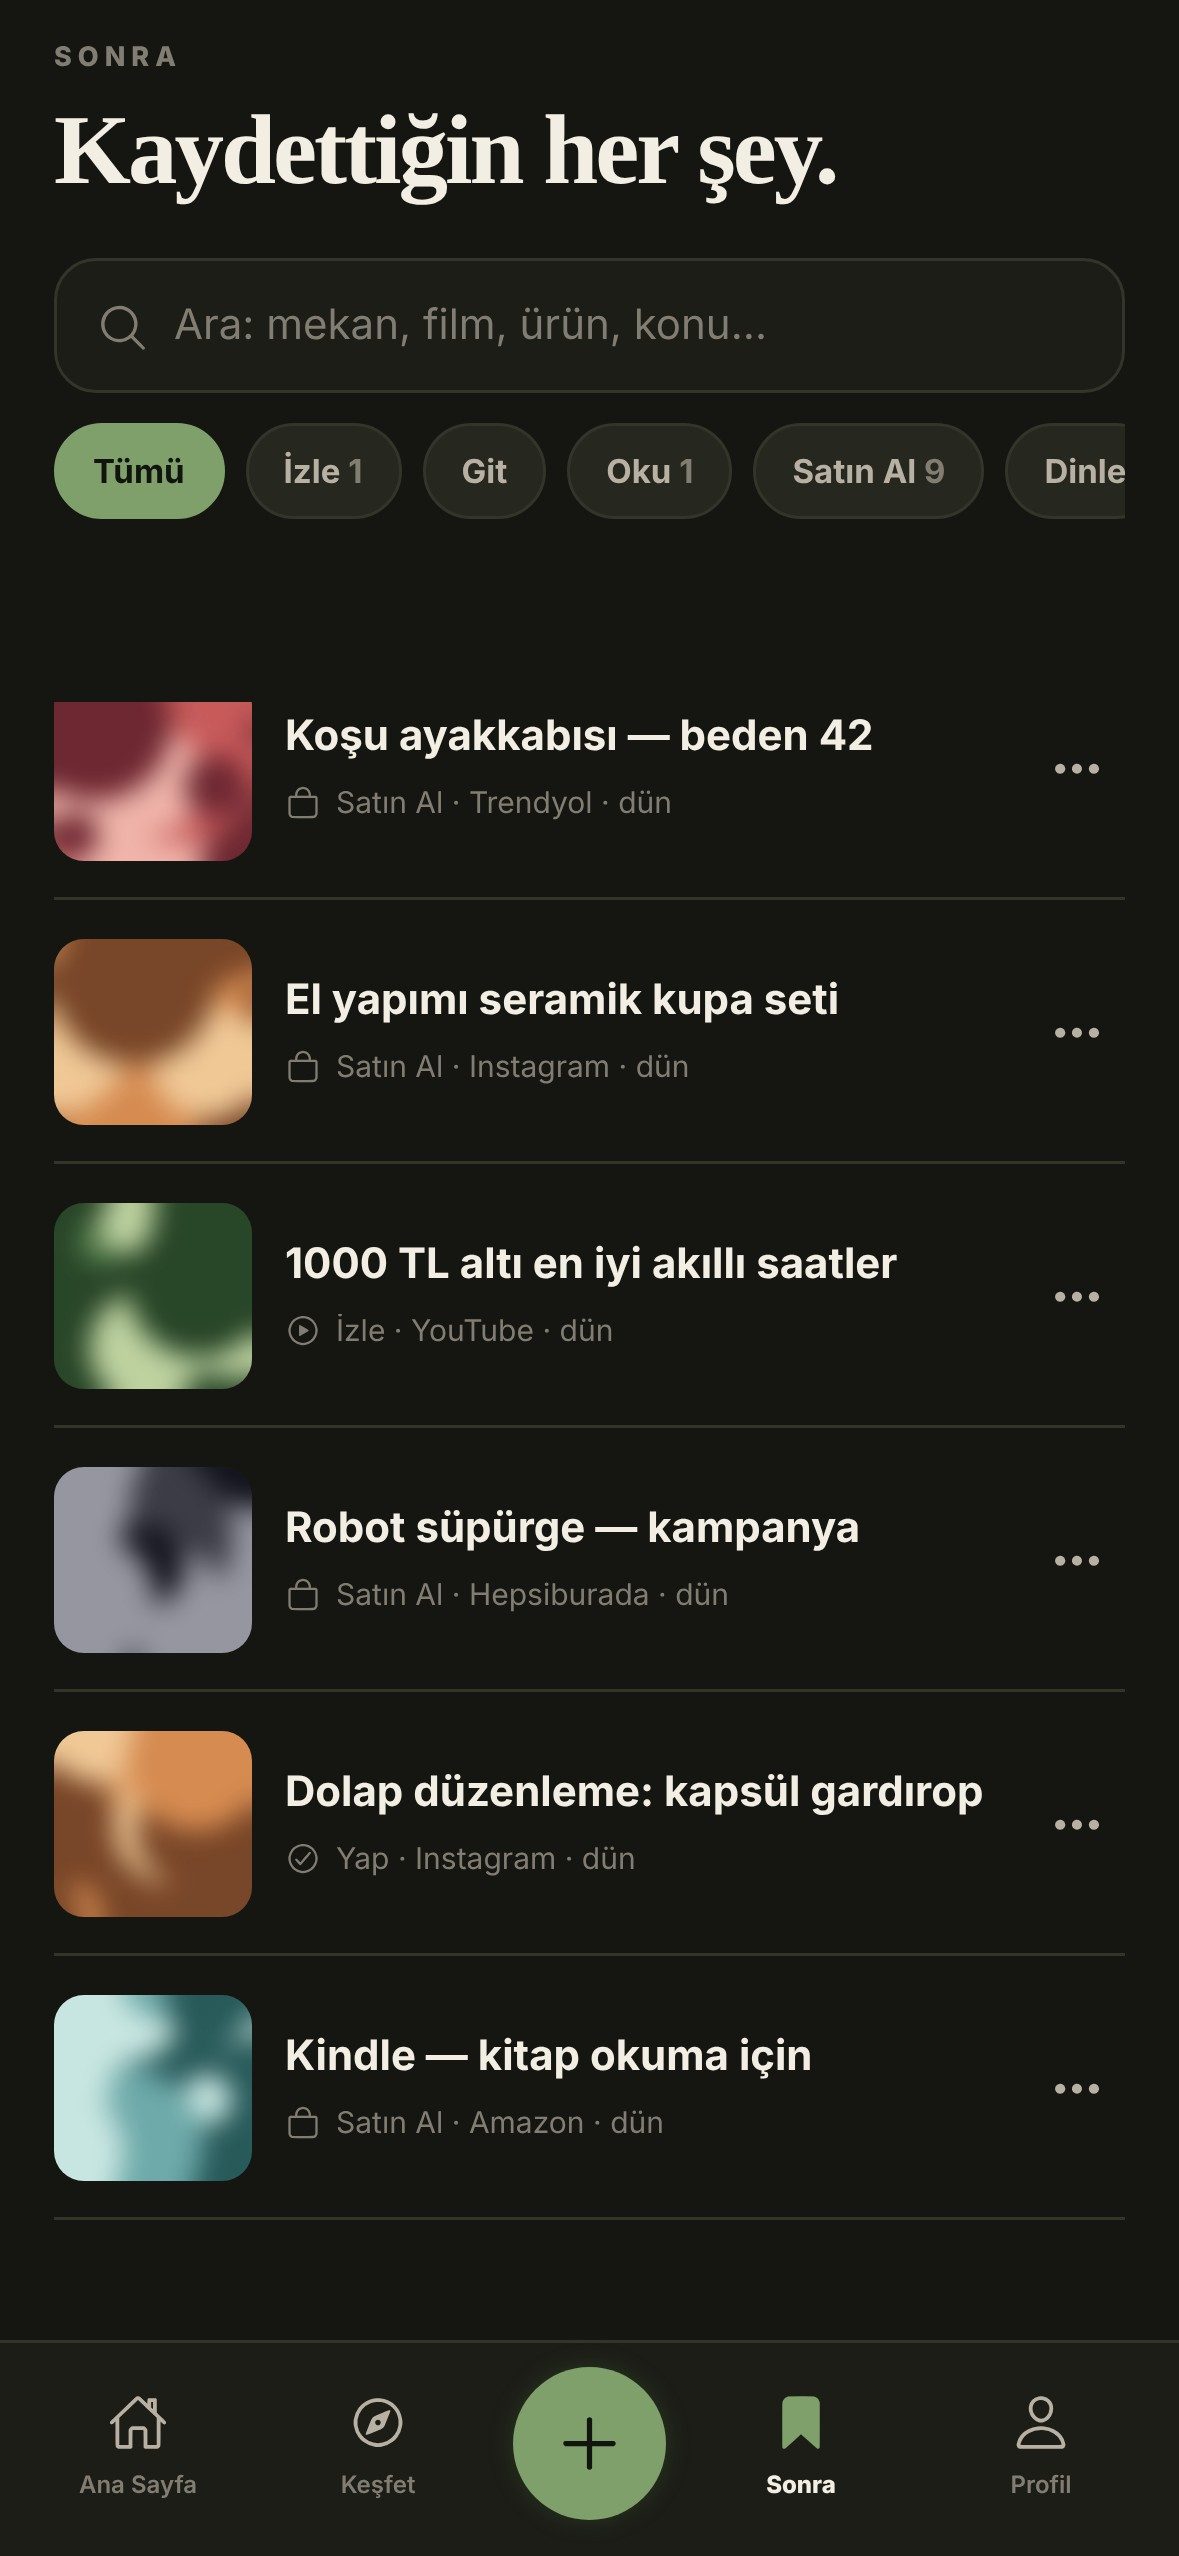 SONRA
Kaydettiğin her şey.
Ara: mekan, film, ürün, konu...
Tümü İzle 1 Git Oku 1 Satın Al 9 Dinle
Koşu ayakkabısı — beden 42
Satın Al · Trendyol · dün
El yapımı seramik kupa seti
Satın Al · Instagram · dün
1000 TL altı en iyi akıllı saatler
İzle · YouTube · dün
Robot süpürge — kampanya
Satın Al · Hepsiburada · dün
Dolap düzenleme: kapsül gardırop
Yap · Instagram · dün
Kindle — kitap okuma için
Satın Al · Amazon · dün
Ana Sayfa Keşfet Sonra Profil